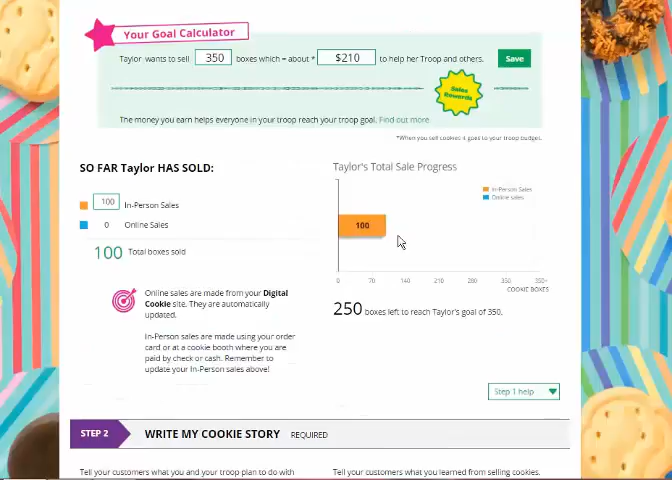 Your Goal Calculator
Taylor wants to sell 350 boxes which = about * $210 to help her Troop and others. Save
Sales
Rewards
The money you earn helps everyone in your troop reach your troop goal. Find out more
*When you sell cookies it goes to your troop budget.
SO FAR Taylor HAS SOLD:
100 In-Person Sales
0 Online Sales
100 Total boxes sold
Online sales are made from your Digital
Cookie site. They are automatically
updated.
In-Person sales are made using your order
card or at a cookie booth where you are
paid by check or cash. Remember to
update your In-Person sales above!
Taylor's Total Sale Progress
In-Person Sales
Online sales
100
0 70 140 210 280 350 350+
COOKIE BOXES
250 boxes left to reach Taylor's goal of 350.
Step 1 help
STEP 2 WRITE MY COOKIE STORY REQUIRED
Tell your customers what you and your troop plan to do with
Tell your customers what you learned from selling cookies.